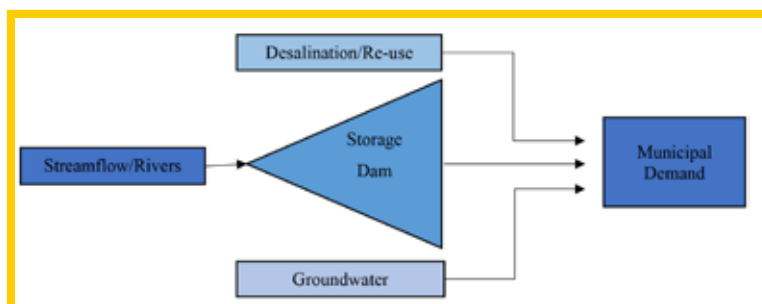 Desalination/Re-use
Storage
Dam
Streamflow/Rivers
Municipal
Demand
Groundwater